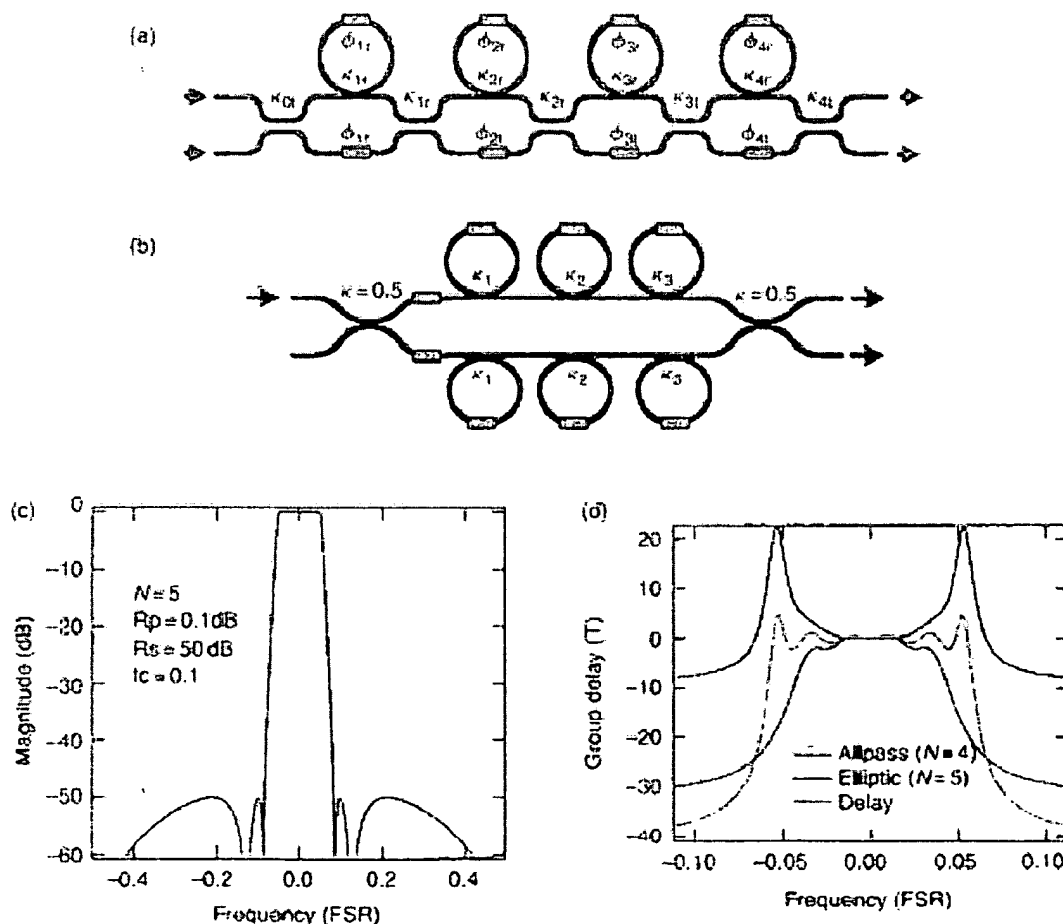 (a)
ϕ1r ϕ2r ϕ3r ϕ4r
κ1r κ2r κ3r κ4r
κ0t κ1t κ2t κ3t κ4t
ϕ1t ϕ2t ϕ3t ϕ4t
(b)
κ1 κ2 κ3
κ=0.5 κ=0.5
κ1 κ2 κ3
(c)
0
−10
−20
−30
−40
−50
−60
Magnitude (dB)
N=5
Rp=0.1dB
Rs=50 dB
fc=0.1
−0.4 −0.2 0.0 0.2 0.4
Frequency (FSR)
(d)
20
10
0
−10
−20
−30
−40
Group delay (T)
Allpass (N=4)
Elliptic (N=5)
Delay
−0.10 −0.05 0.00 0.05 0.10
Frequency (FSR)